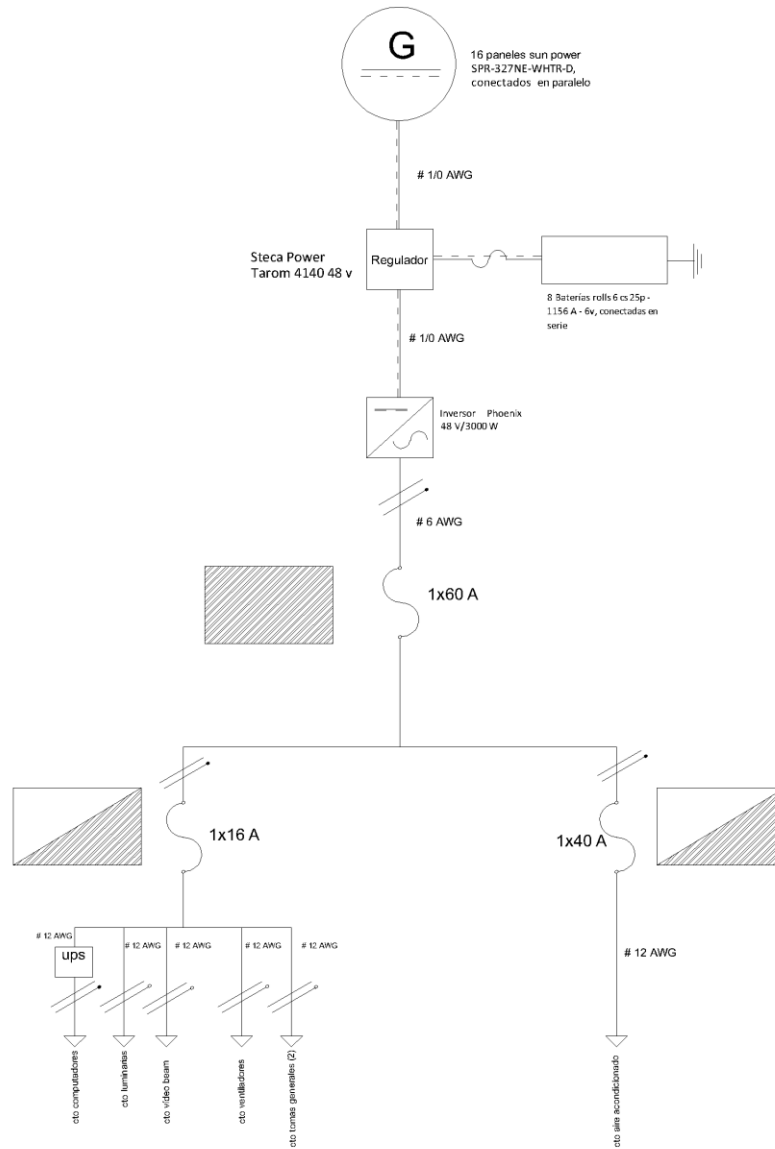 G
16 paneles sun power
SPR-327NE-WHTR-D,
conectados en paralelo
# 1/0 AWG
Steca Power
Tarom 4140 48 v
Regulador
8 Baterías rolls 6 cs 25p -
1156 A - 6v, conectadas en
serie
# 1/0 AWG
Inversor Phoenix
48 V/3000 W
# 6 AWG
1x60 A
1x16 A
1x40 A
# 12 AWG
ups
# 12 AWG
# 12 AWG
# 12 AWG
# 12 AWG
# 12 AWG
cto computadores
cto luminarias
cto vídeo beam
cto ventiladores
cto tomas generales (2)
cto aire acondicionado